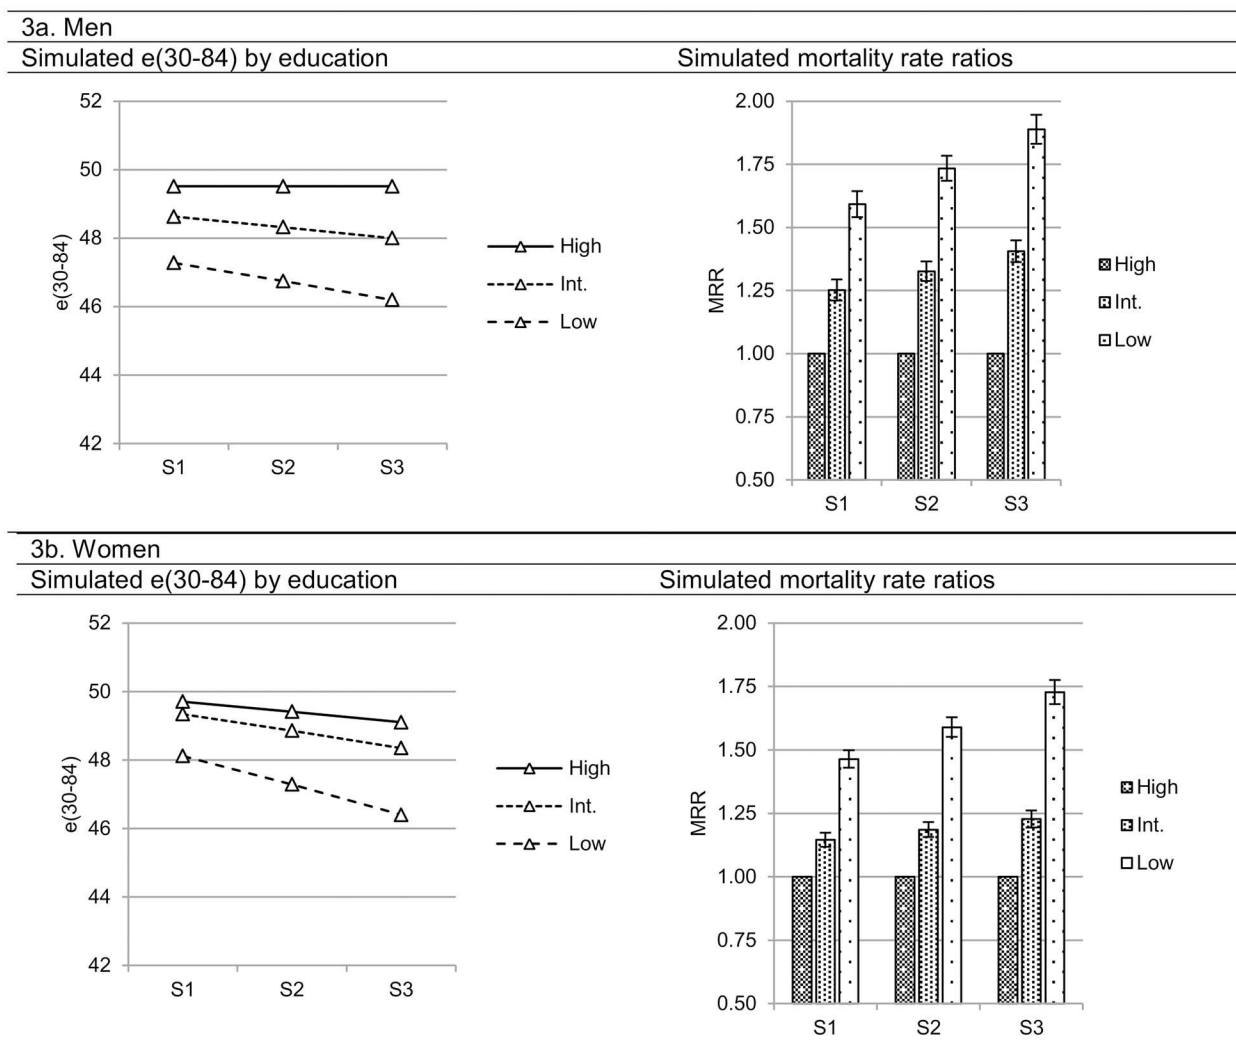 3a. Men
Simulated e(30-84) by education Simulated mortality rate ratios
52
50
48
46
44
42
e(30-84)
S1 S2 S3
High
Int.
Low
2.00
1.75
1.50
1.25
1.00
0.75
0.50
MRR
S1 S2 S3
High
Int.
Low
3b. Women
Simulated e(30-84) by education Simulated mortality rate ratios
52
50
48
46
44
42
e(30-84)
S1 S2 S3
High
Int.
Low
2.00
1.75
1.50
1.25
1.00
0.75
0.50
MRR
S1 S2 S3
High
Int.
Low